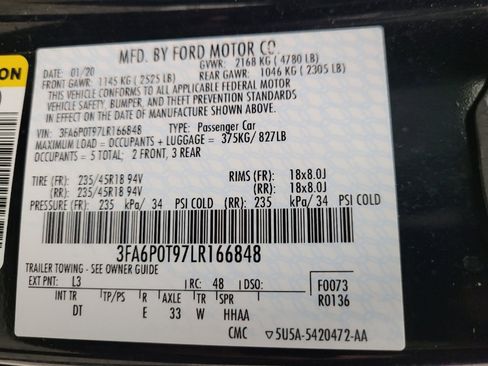 ON
MFD. BY FORD MOTOR CO.
DATE: 01/20 GVWR: 2168 KG ( 4780 LB)
FRONT GAWR: 1145 KG ( 2525 LB) REAR GAWR: 1046 KG ( 2305 LB)
THIS VEHICLE CONFORMS TO ALL APPLICABLE FEDERAL MOTOR
VEHICLE SAFETY, BUMPER, AND THEFT PREVENTION STANDARDS
IN EFFECT ON THE DATE OF MANUFACTURE SHOWN ABOVE.
VIN: 3FA6P0T97LR166848 TYPE: Passenger Car
MAXIMUM LOAD = OCCUPANTS + LUGGAGE = 375KG/ 827LB
OCCUPANTS = 5 TOTAL; 2 FRONT, 3 REAR
TIRE (FR): 235/45R18 94V RIMS (FR): 18x8.0J
(RR): 235/45R18 94V (RR): 18x8.0J
PRESSURE (FR): 235 kPa/ 34 PSI COLD (RR): 235 kPa/ 34 PSI COLD
3FA6P0T97LR166848
TRAILER TOWING - SEE OWNER GUIDE
EXT PNT: L3 RC: 48 DSO: F0073
R0136
INT TR TP/PS R AXLE TR SPR
DT E 33 W HHAA
CMC ▽5U5A-5420472-AA